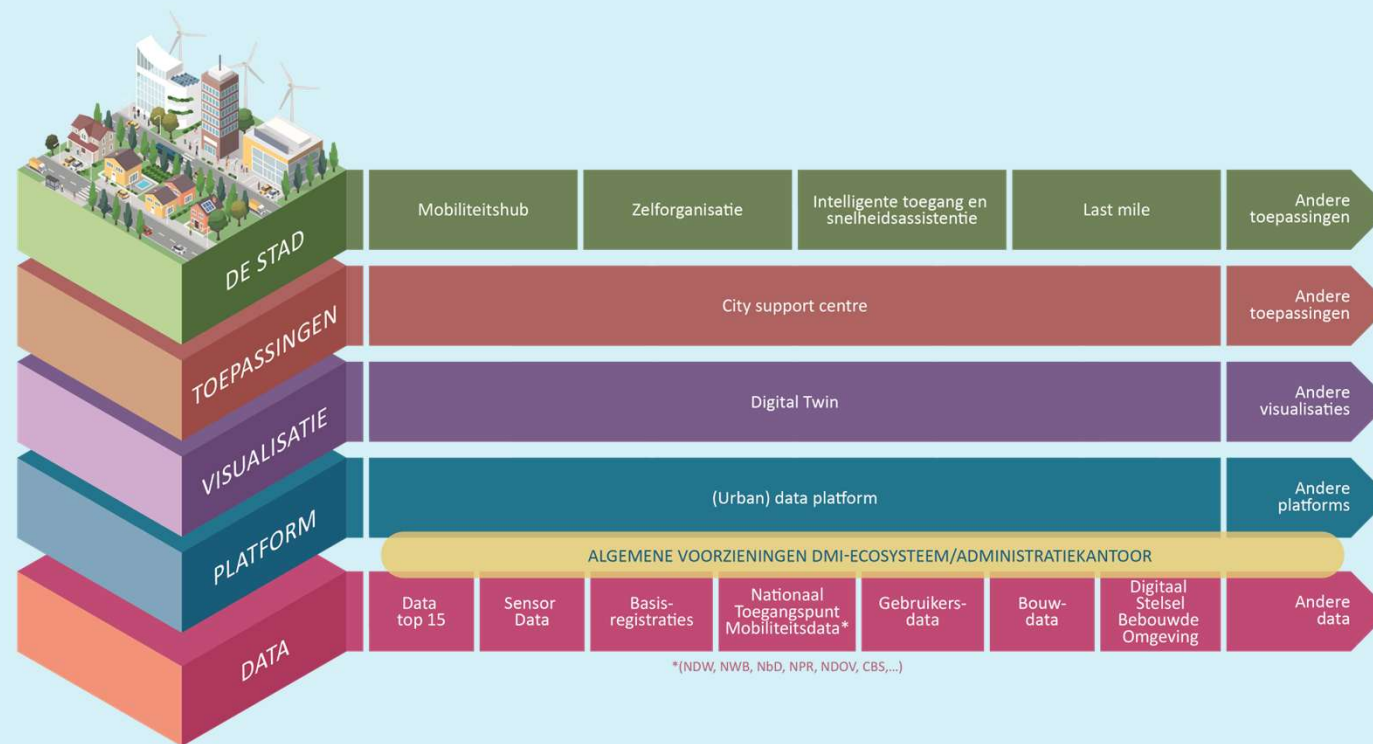 DE STAD
Mobiliteitshub
Zelforganisatie
Intelligente toegang en
snelheidsassistentie
Last mile
Andere
toepassingen
TOEPASSINGEN
City support centre
Andere
toepassingen
VISUALISATIE
Digital Twin
Andere
visualisaties
PLATFORM
(Urban) data platform
Andere
platforms
ALGEMENE VOORZIENINGEN DMI-ECOSYSTEEM/ADMINISTRATIEKANTOOR
DATA
Data
top 15
Sensor
Data
Basis-
registraties
Nationaal
Toegangspunt
Mobiliteitsdata*
Gebruikers-
data
Bouw-
data
Digitaal
Stelsel
Bebouwde
Omgeving
Andere
data
*(NDW, NWB, NbD, NPR, NDOV, CBS,...)